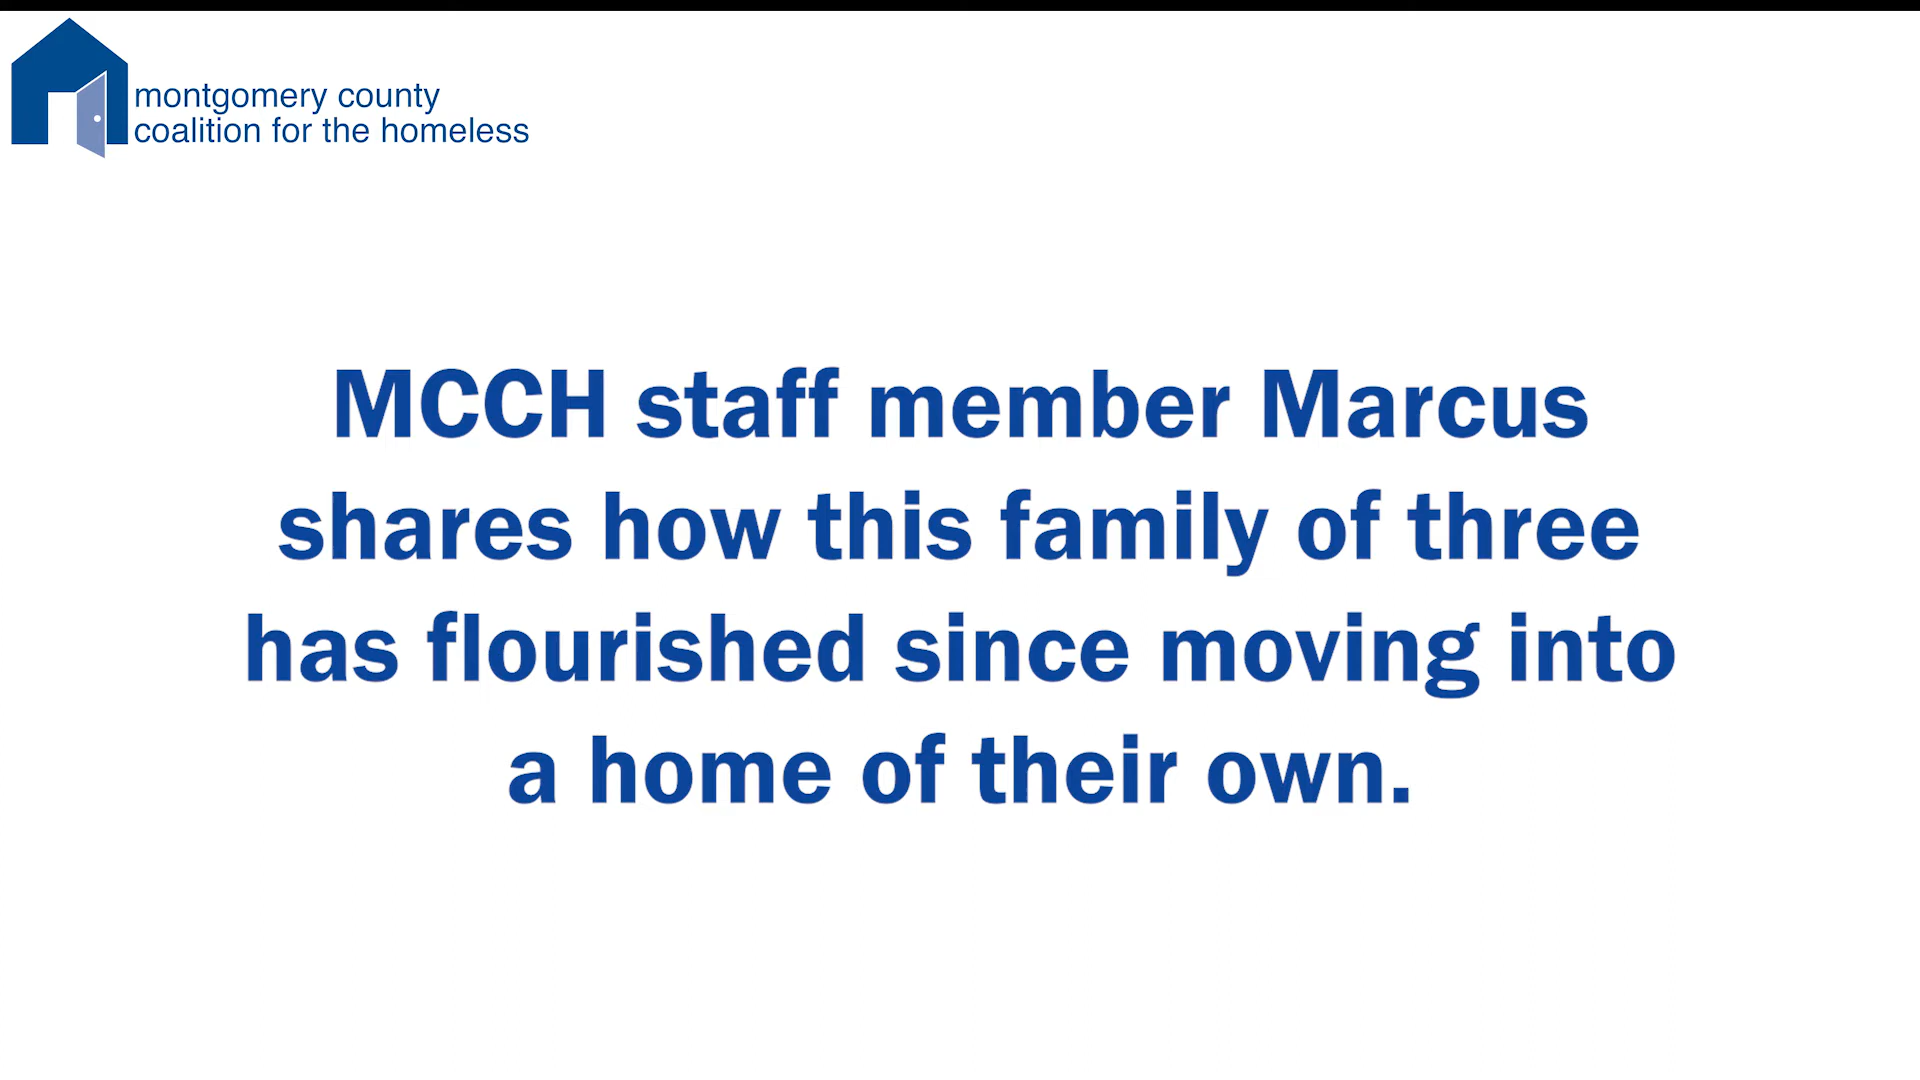 montgomery county
coalition for the homeless
MCCH staff member Marcus
shares how this family of three
has flourished since moving into
a home of their own.